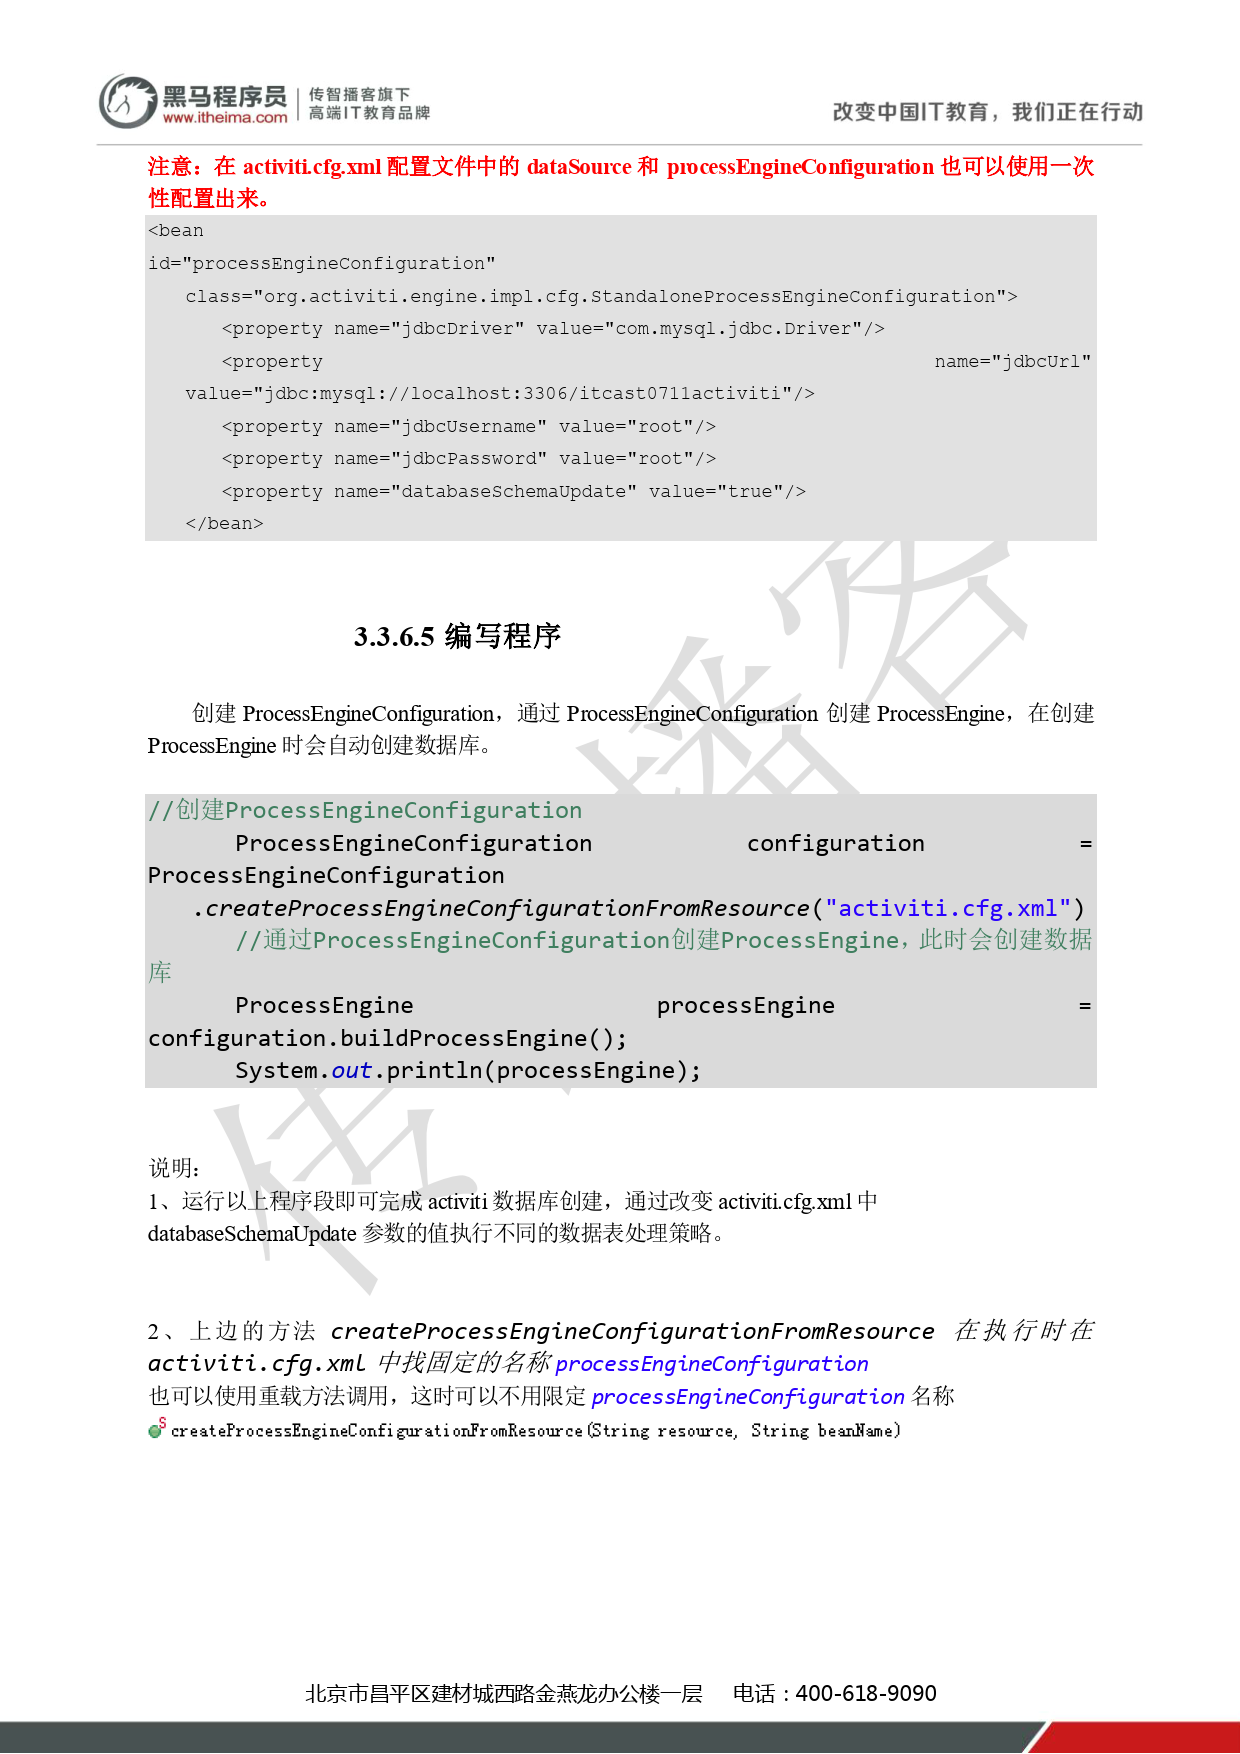 黑马程序员
www.itheima.com
传智播客旗下
高端IT教育品牌
改变中国IT教育，我们正在行动
注意：在 activiti.cfg.xml 配置文件中的 dataSource 和 processEngineConfiguration 也可以使用一次
性配置出来。
<bean
id="processEngineConfiguration"
class="org.activiti.engine.impl.cfg.StandaloneProcessEngineConfiguration">
<property name="jdbcDriver" value="com.mysql.jdbc.Driver"/>
<property name="jdbcUrl"
value="jdbc:mysql://localhost:3306/itcast0711activiti"/>
<property name="jdbcUsername" value="root"/>
<property name="jdbcPassword" value="root"/>
<property name="databaseSchemaUpdate" value="true"/>
</bean>
3.3.6.5 编写程序
创建 ProcessEngineConfiguration，通过 ProcessEngineConfiguration 创建 ProcessEngine，在创建
ProcessEngine 时会自动创建数据库。
//创建ProcessEngineConfiguration
ProcessEngineConfiguration configuration =
ProcessEngineConfiguration
.createProcessEngineConfigurationFromResource("activiti.cfg.xml")
//通过ProcessEngineConfiguration创建ProcessEngine，此时会创建数据
库
ProcessEngine processEngine =
configuration.buildProcessEngine();
System.out.println(processEngine);
说明：
1、运行以上程序段即可完成 activiti 数据库创建，通过改变 activiti.cfg.xml 中
databaseSchemaUpdate 参数的值执行不同的数据表处理策略。
2、上边的方法 createProcessEngineConfigurationFromResource 在执行时在
activiti.cfg.xml 中找固定的名称 processEngineConfiguration
也可以使用重载方法调用，这时可以不用限定 processEngineConfiguration 名称
S createProcessEngineConfigurationFromResource(String resource, String beanName)
传 播客
北京市昌平区建材城西路金燕龙办公楼一层 电话：400-618-9090